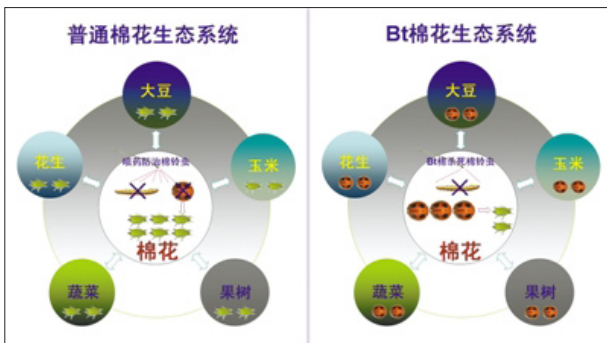 普通棉花生态系统
大豆
花生
喷药防治棉铃虫
玉米
棉花
蔬菜
果树
Bt棉花生态系统
大豆
花生
Bt棉杀死棉铃虫
玉米
棉花
蔬菜
果树